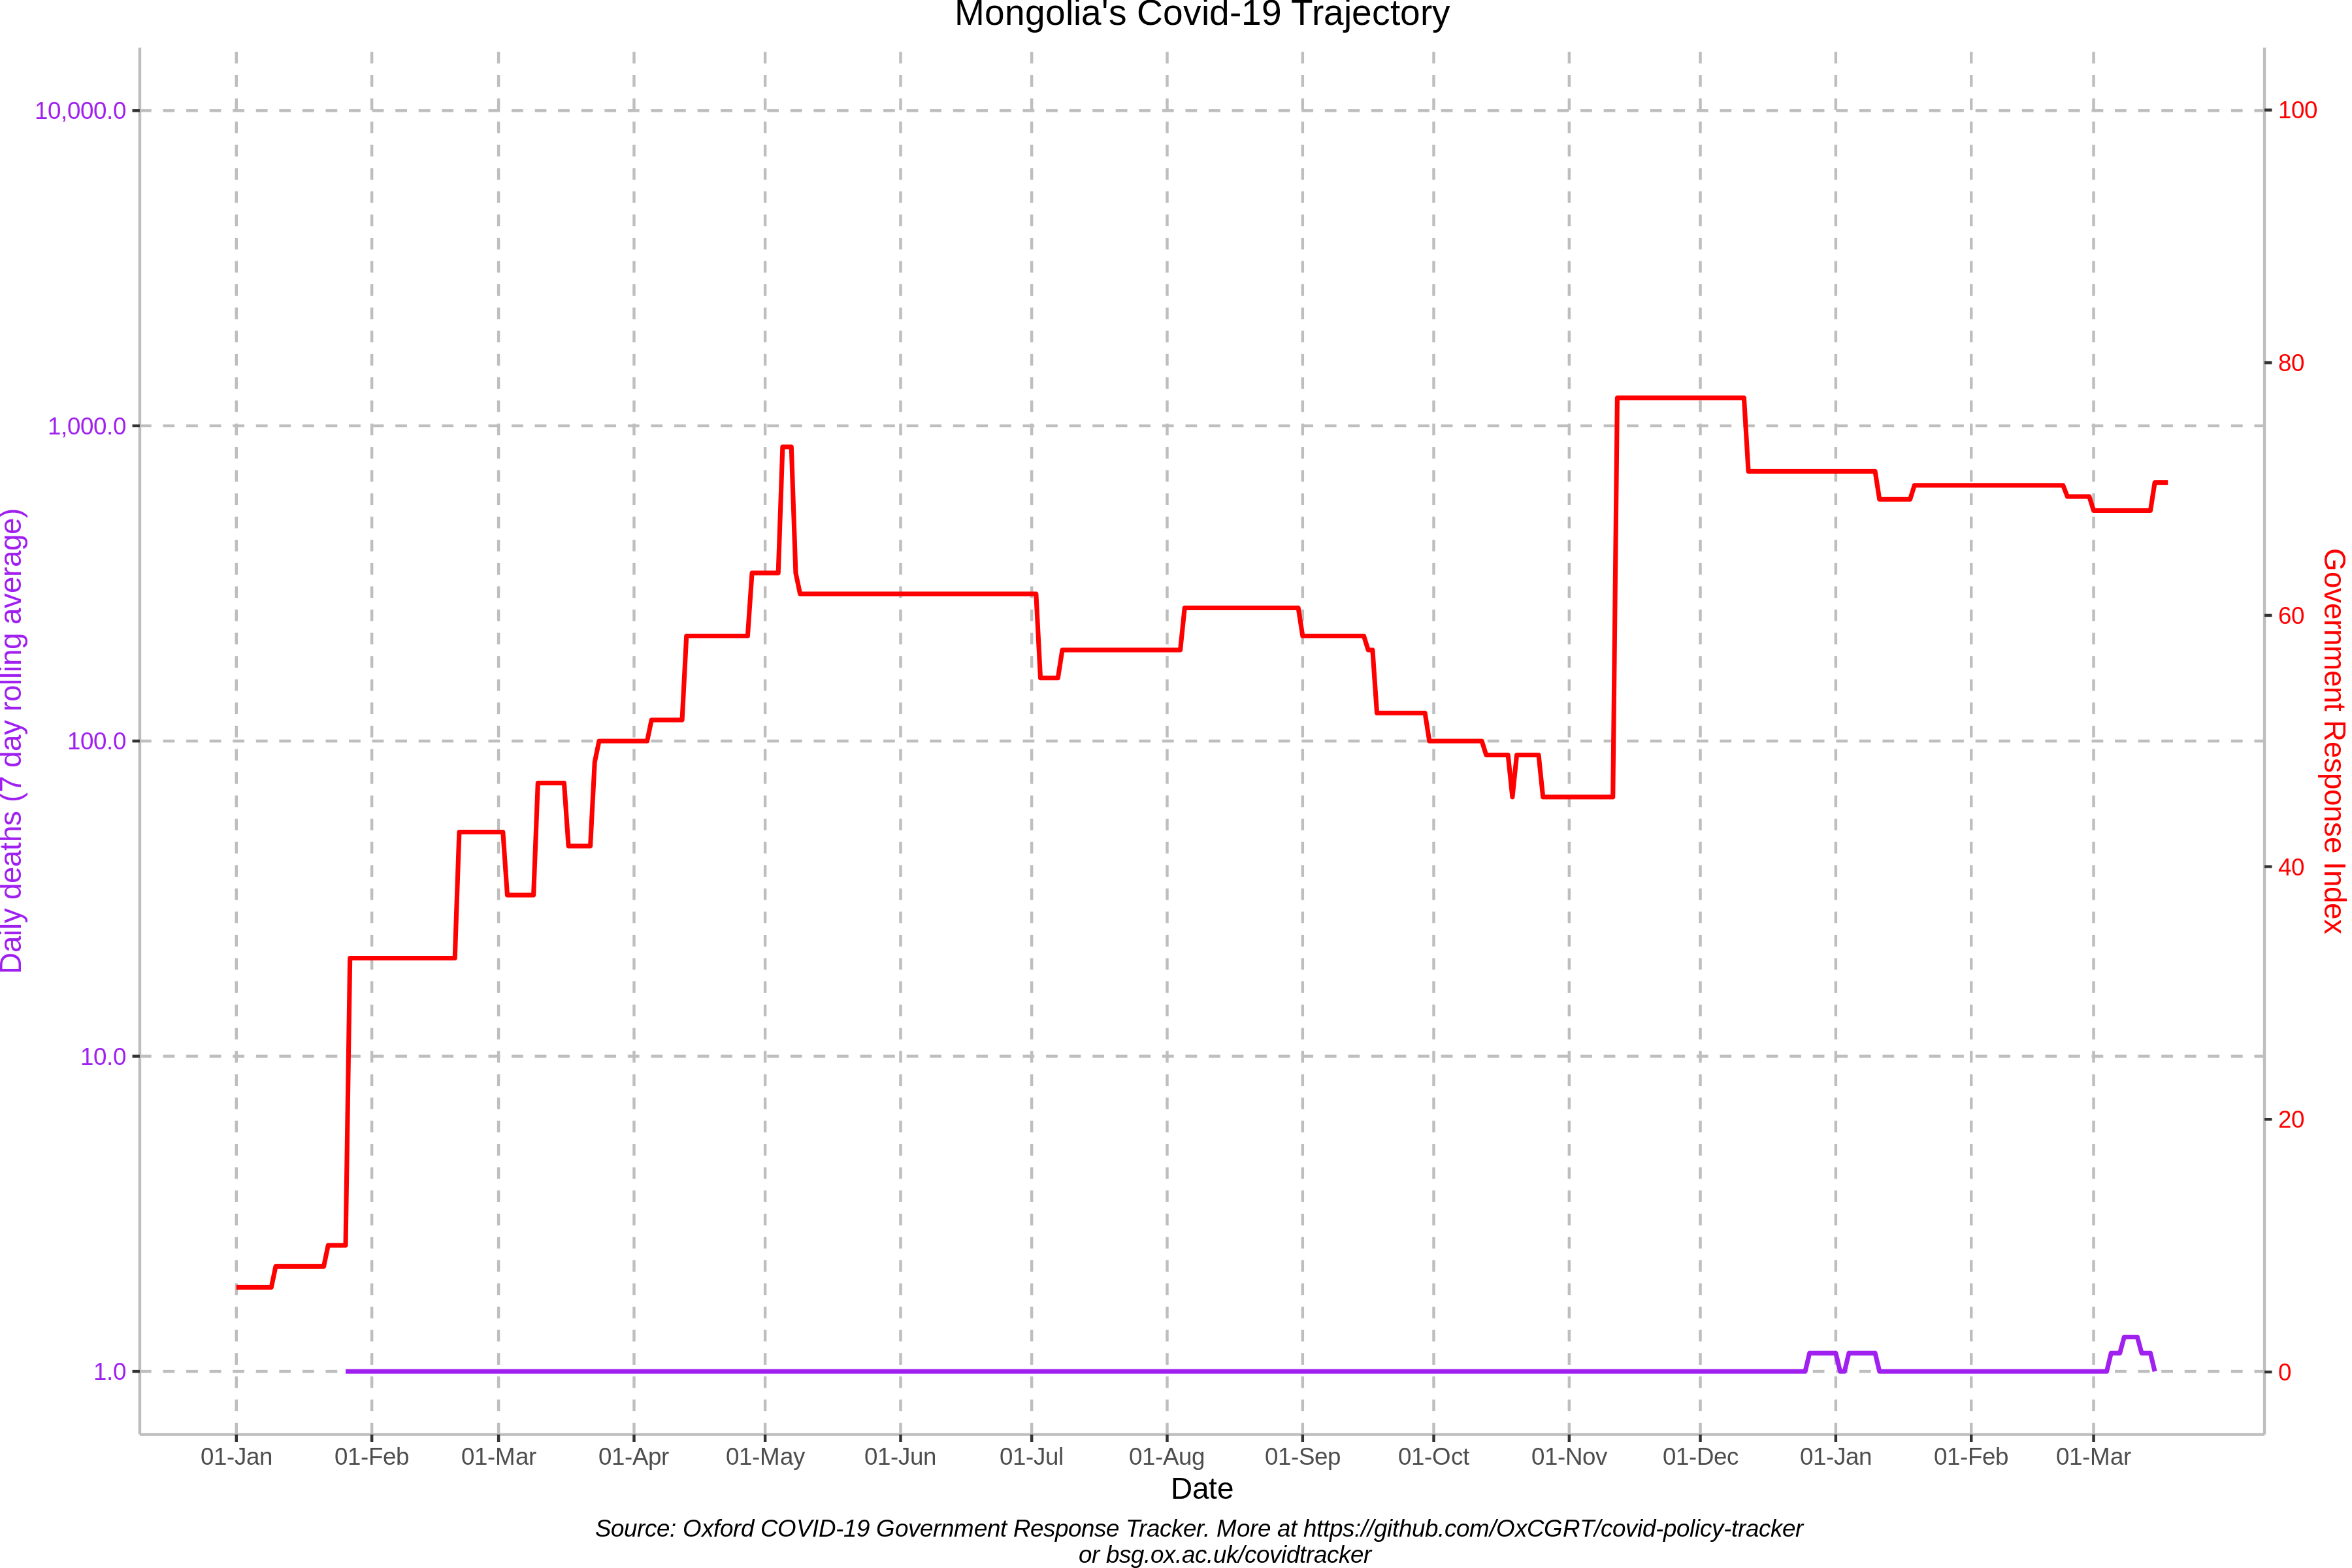 Mongolia's Covid-19 Trajectory
10,000.0
1,000.0
100.0
10.0
1.0
Daily deaths (7 day rolling average)
100
80
60
40
20
0
Government Response Index
01-Jan 01-Feb 01-Mar 01-Apr 01-May 01-Jun 01-Jul 01-Aug 01-Sep 01-Oct 01-Nov 01-Dec 01-Jan 01-Feb 01-Mar
Date
Source: Oxford COVID-19 Government Response Tracker. More at https://github.com/OxCGRT/covid-policy-tracker
or bsg.ox.ac.uk/covidtracker